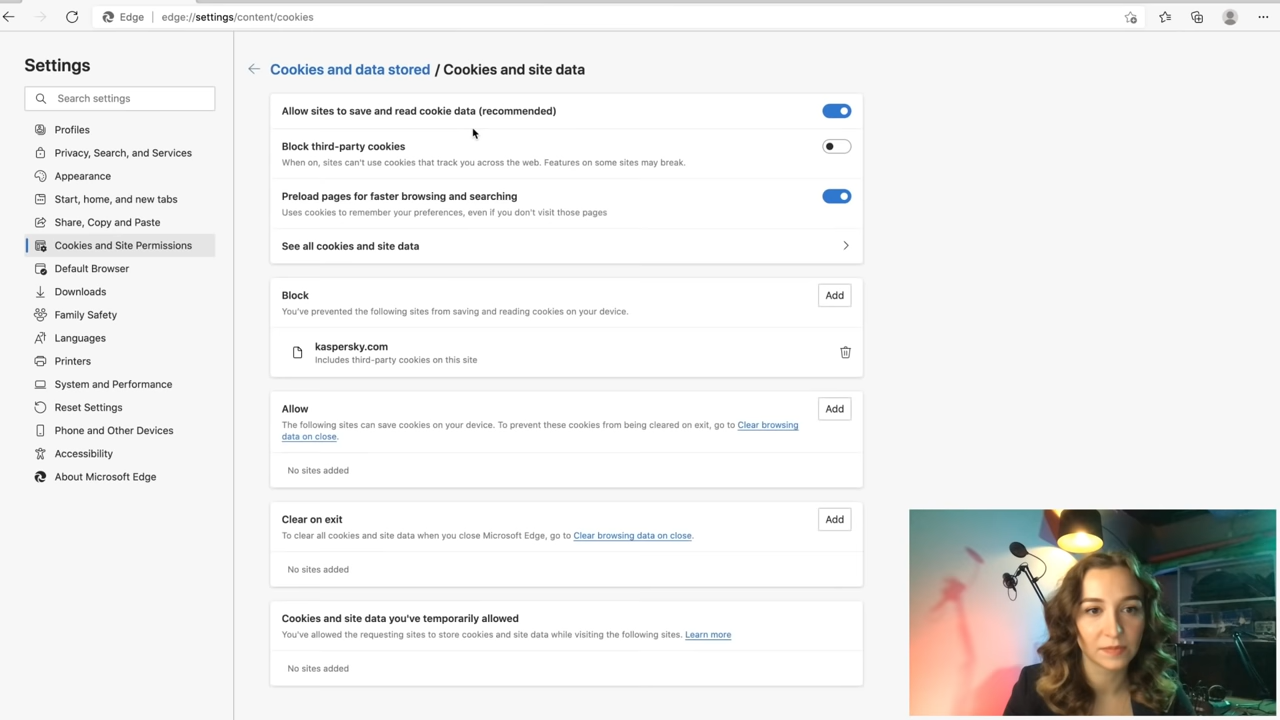 Edge
edge://settings/content/cookies
Settings
Search settings
Profiles
Privacy, Search, and Services
Appearance
Start, home, and new tabs
Share, Copy and Paste
Cookies and Site Permissions
Default Browser
Downloads
Family Safety
Languages
Printers
System and Performance
Reset Settings
Phone and Other Devices
Accessibility
About Microsoft Edge
Cookies and data stored / Cookies and site data
Allow sites to save and read cookie data (recommended)
Block third-party cookies
When on, sites can't use cookies that track you across the web. Features on some sites may break.
Preload pages for faster browsing and searching
Uses cookies to remember your preferences, even if you don't visit those pages
See all cookies and site data
Block
Add
You've prevented the following sites from saving and reading cookies on your device.
kaspersky.com
Includes third-party cookies on this site
Allow
Add
The following sites can save cookies on your device. To prevent these cookies from being cleared on exit, go to Clear browsing
data on close.
No sites added
Clear on exit
Add
To clear all cookies and site data when you close Microsoft Edge, go to Clear browsing data on close.
No sites added
Cookies and site data you've temporarily allowed
You've allowed the requesting sites to store cookies and site data while visiting the following sites. Learn more
No sites added